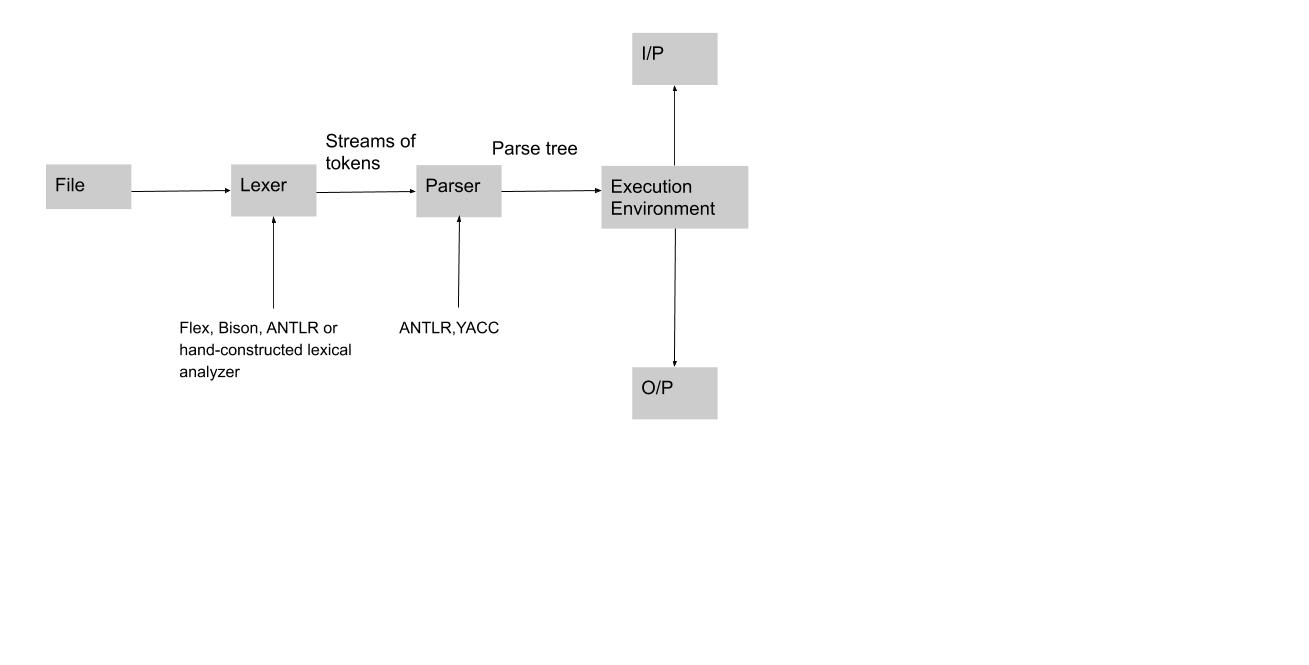 I/P
Streams of
tokens
Parse tree
File
Lexer
Parser
Execution
Environment
Flex, Bison, ANTLR or
hand-constructed lexical
analyzer
ANTLR,YACC
O/P